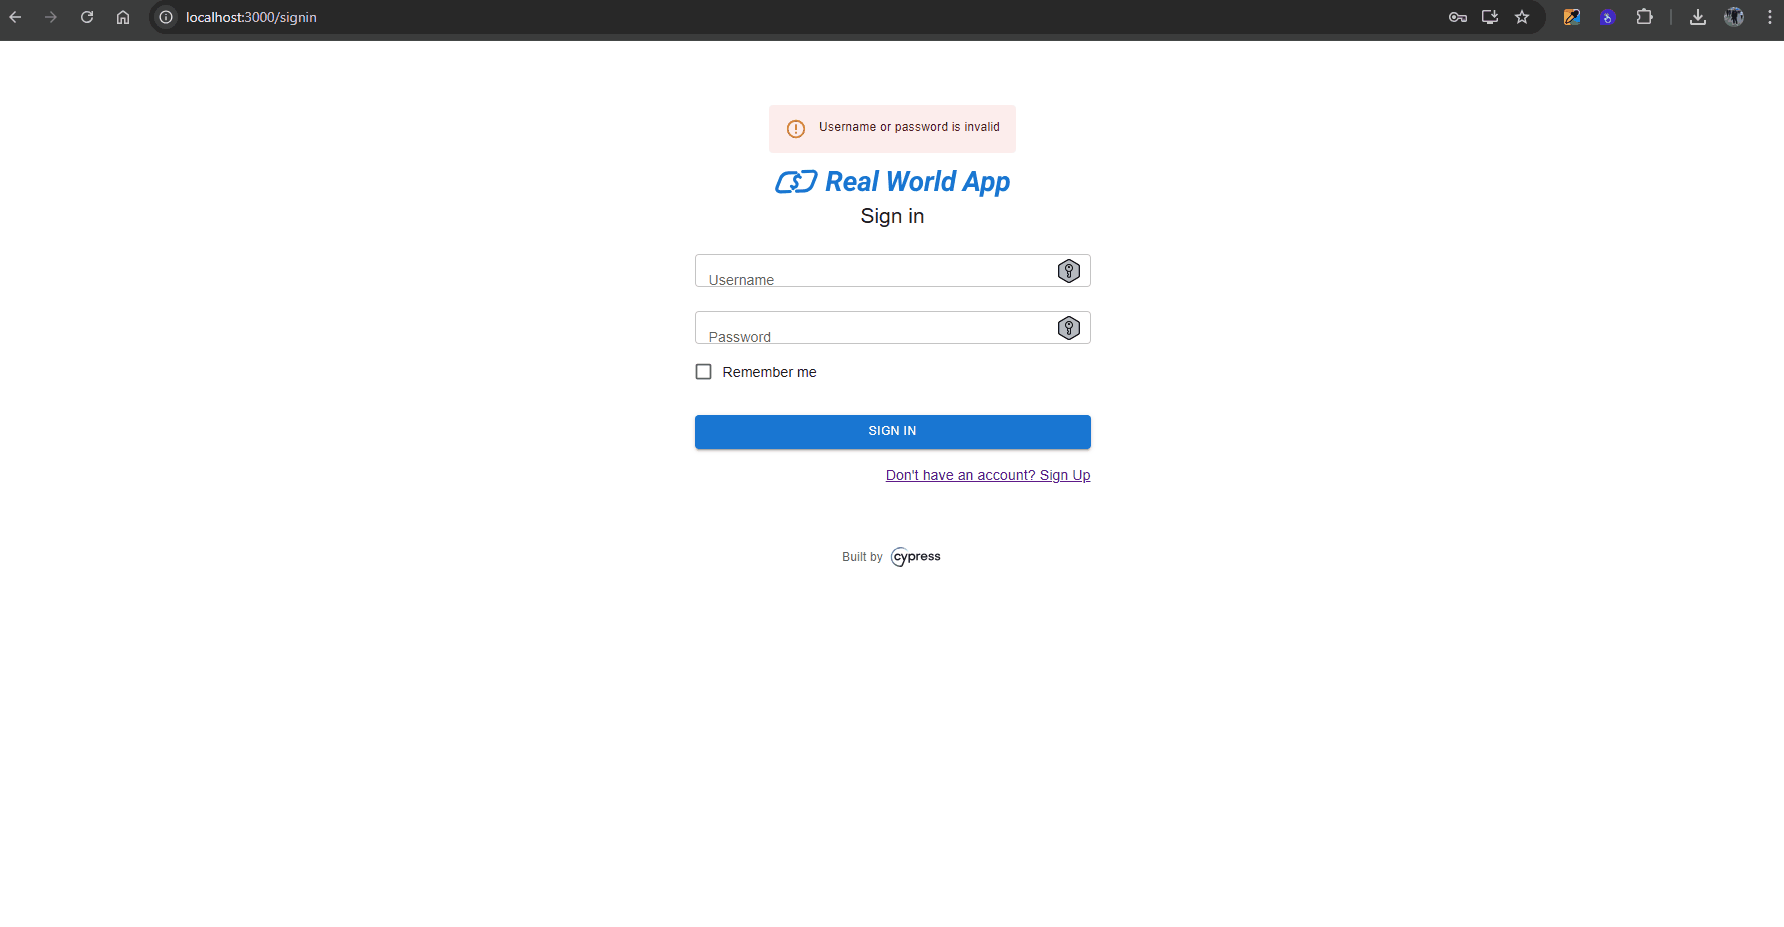 localhost:3000/signin
Username or password is invalid
Real World App
Sign in
Username
Password
Remember me
SIGN IN
Don't have an account? Sign Up
Built by cypress